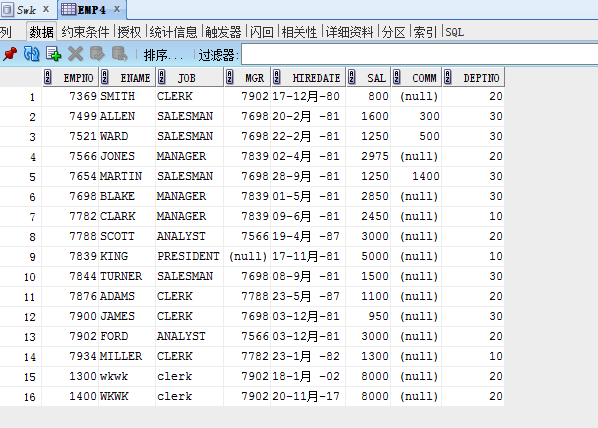 Swk x EMP4 x
列 数据 约束条件 授权 统计信息 触发器 闪回 相关性 详细资料 分区 索引 SQL
排序... 过滤器:
EMPNO ENAME JOB MGR HIREDATE SAL COMM DEPTNO
1 7369 SMITH CLERK 7902 17-12月-80 800 (null) 20
2 7499 ALLEN SALESMAN 7698 20-2月 -81 1600 300 30
3 7521 WARD SALESMAN 7698 22-2月 -81 1250 500 30
4 7566 JONES MANAGER 7839 02-4月 -81 2975 (null) 20
5 7654 MARTIN SALESMAN 7698 28-9月 -81 1250 1400 30
6 7698 BLAKE MANAGER 7839 01-5月 -81 2850 (null) 30
7 7782 CLARK MANAGER 7839 09-6月 -81 2450 (null) 10
8 7788 SCOTT ANALYST 7566 19-4月 -87 3000 (null) 20
9 7839 KING PRESIDENT (null) 17-11月-81 5000 (null) 10
10 7844 TURNER SALESMAN 7698 08-9月 -81 1500 (null) 30
11 7876 ADAMS CLERK 7788 23-5月 -87 1100 (null) 20
12 7900 JAMES CLERK 7698 03-12月-81 950 (null) 30
13 7902 FORD ANALYST 7566 03-12月-81 3000 (null) 20
14 7934 MILLER CLERK 7782 23-1月 -82 1300 (null) 10
15 1300 wkwk clerk 7902 18-1月 -02 8000 (null) 20
16 1400 WKWK clerk 7902 20-11月-17 8000 (null) 20